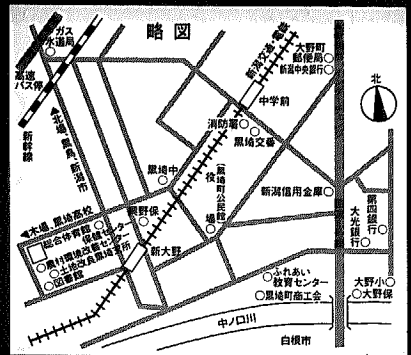 略図
ガス
水道局
高速
バス停
新幹線
▲北場、鳥原、新潟市
新潟交通・電鉄
大野町
郵便局
新潟中央銀行
北
中学前
消防署
黒埼交番
黒埼中
役場
(黒埼町公民館)
新潟信用金庫
第四銀行
大光銀行
▲木場、黒埼高校
総合体育館
保健センター
農村環境改善センター
土地改良黒埼支所
図書館
興野保
新大野
ふれあい
教育センター
黒埼町商工会
大野小
大野保
中ノ口川
白根市